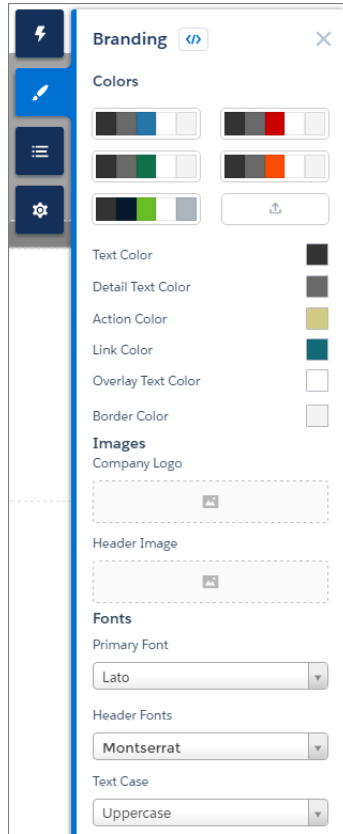 Branding
Colors
Text Color
Detail Text Color
Action Color
Link Color
Overlay Text Color
Border Color
Images
Company Logo
Header Image
Fonts
Primary Font
Lato
Header Fonts
Montserrat
Text Case
Uppercase